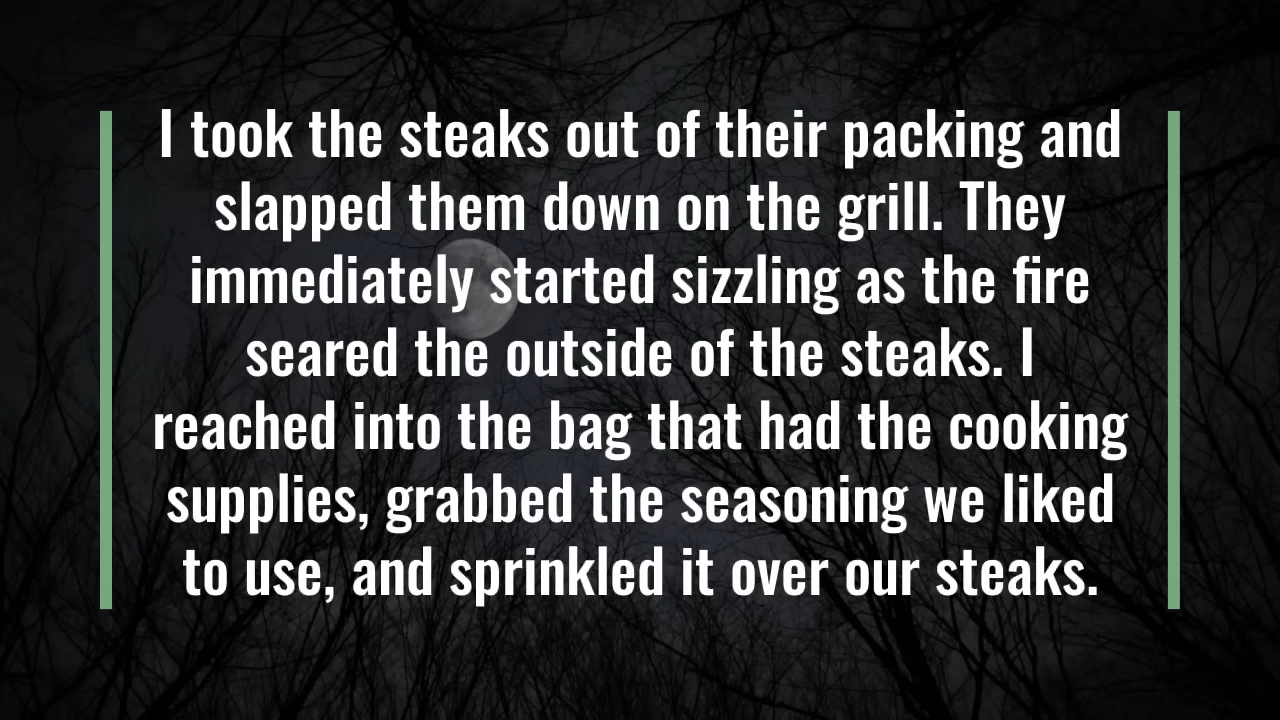 I took the steaks out of their packing and
slapped them down on the grill. They
immediately started sizzling as the fire
seared the outside of the steaks. I
reached into the bag that had the cooking
supplies, grabbed the seasoning we liked
to use, and sprinkled it over our steaks.